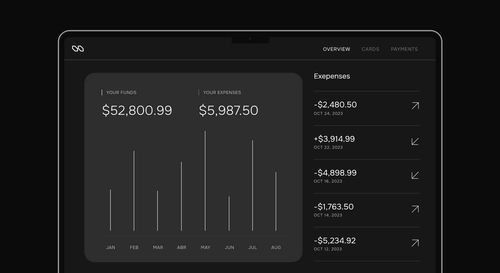 OVERVIEW CARDS PAYMENTS
YOUR FUNDS
$52,800.99
YOUR EXPENSES
$5,987.50
JAN FEB MAR ABR MAY JUN JUL AUG
Exepenses
-$2,480.50
OCT 24, 2023
+$3,914.99
OCT 22, 2023
-$4,898.99
OCT 16, 2023
-$1,763.50
OCT 14, 2023
-$5,234.92
OCT 12, 2023